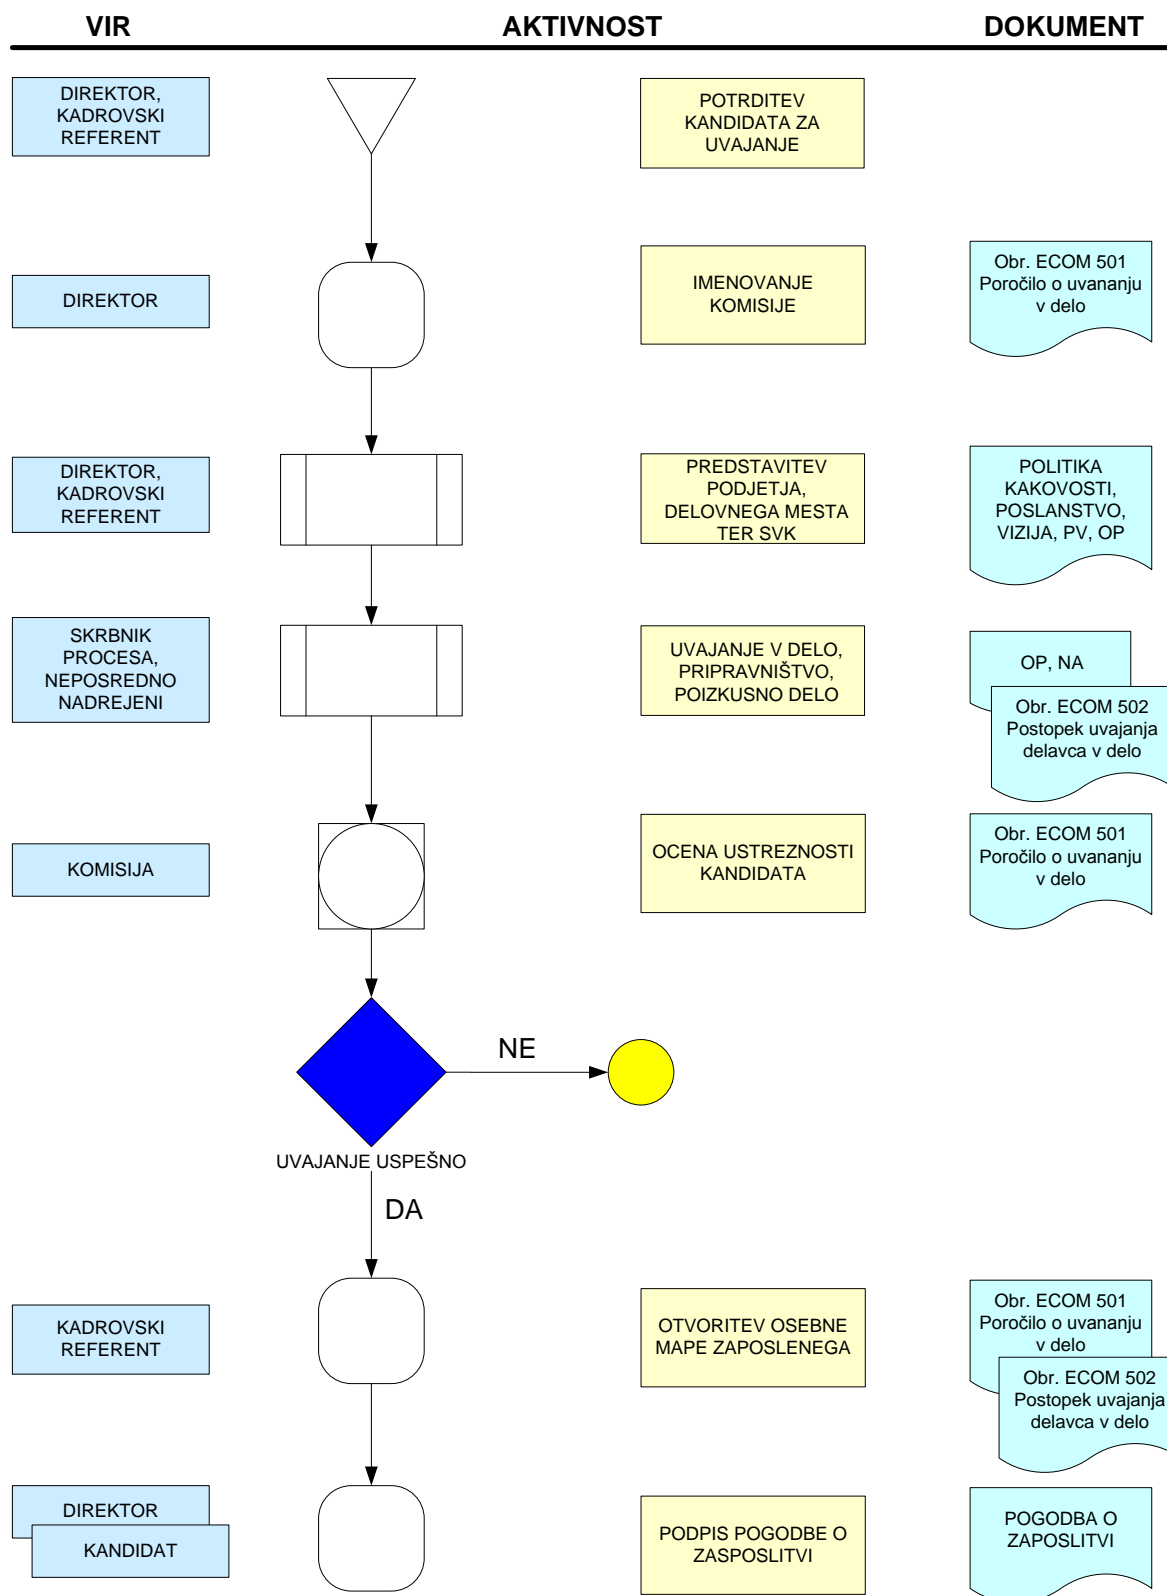 VIR
AKTIVNOST
DOKUMENT
DIREKTOR,
KADROVSKI
REFERENT
POTRDITEV
KANDIDATA ZA
UVAJANJE
DIREKTOR
IMENOVANJE
KOMISIJE
Obr. ECOM 501
Poročilo o uvananju
v delo
DIREKTOR,
KADROVSKI
REFERENT
PREDSTAVITEV
PODJETJA,
DELOVNEGA MESTA
TER SVK
POLITIKA
KAKOVOSTI,
POSLANSTVO,
VIZIJA, PV, OP
SKRBNIK
PROCESA,
NEPOSREDNO
NADREJENI
UVAJANJE V DELO,
PRIPRAVNIŠTVO,
POIZKUSNO DELO
OP, NA
Obr. ECOM 502
Postopek uvajanja
delavca v delo
KOMISIJA
OCENA USTREZNOSTI
KANDIDATA
Obr. ECOM 501
Poročilo o uvananju
v delo
NE
UVAJANJE USPEŠNO
DA
KADROVSKI
REFERENT
OTVORITEV OSEBNE
MAPE ZAPOSLENEGA
Obr. ECOM 501
Poročilo o uvananju
v delo
Obr. ECOM 502
Postopek uvajanja
delavca v delo
DIREKTOR
KANDIDAT
PODPIS POGODBE O
ZASPOSLITVI
POGODBA O
ZAPOSLITVI